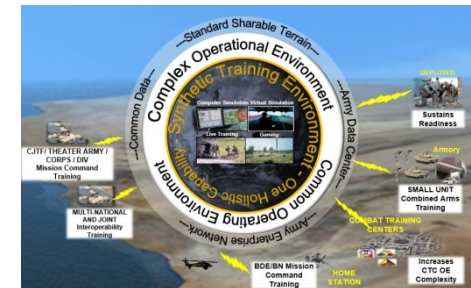 ---Standard Sharable Terrain---
Complex Operational Environment
Synthetic Training Environment - One Holistic Capability -
---Common Data---
---Army Data Center---
Computer Simulation Virtual Simulation
Live Training
Gaming
Common Operating Environment
---Army Enterprise Network---
CJTF/ THEATER ARMY /
CORPS / DIV
Mission Command
Training
MULTI-NATIONAL
AND JOINT
Interoperability
Training
DEPLOYED
Sustains
Readiness
Armory
SMALL UNIT
Combined Arms
Training
COMBAT TRAINING
CENTERS
Increases
CTC OE
Complexity
BDE/BN Mission
Command
Training
HOME
STATION